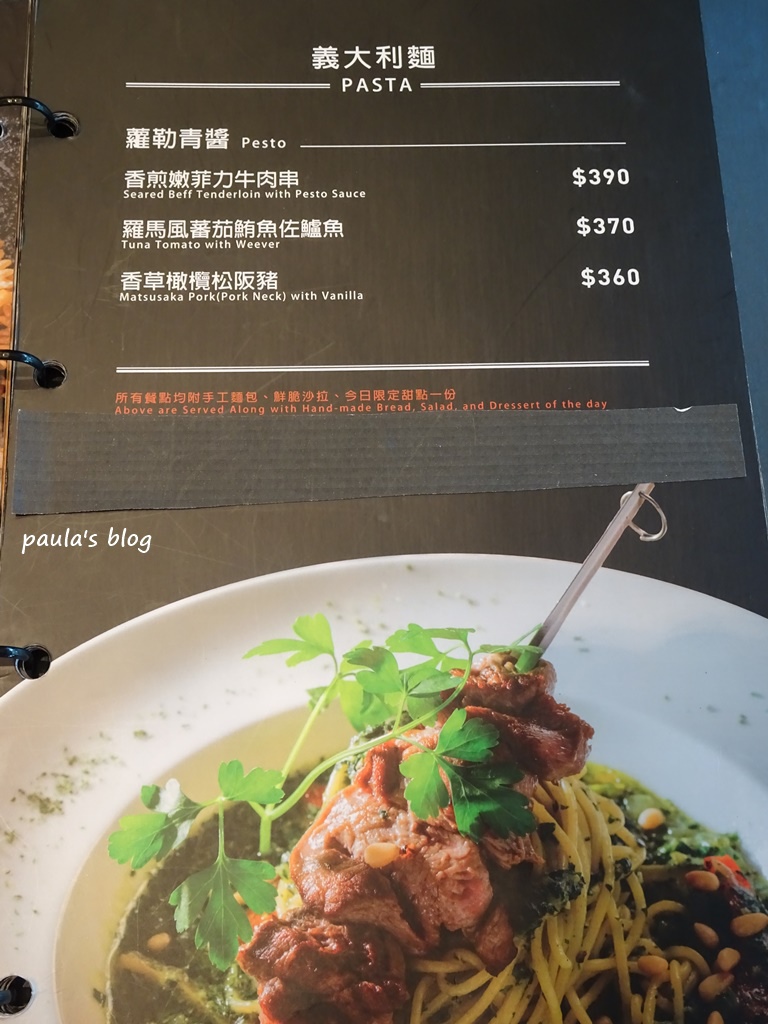 義大利麵
PASTA
蘿勒青醬 Pesto
香煎嫩菲力牛肉串 $390
Seared Beff Tenderloin with Pesto Sauce
羅馬風蕃茄鮪魚佐鱸魚 $370
Tuna Tomato with Weever
香草橄欖松阪豬 $360
Matsusaka Pork(Pork Neck) with Vanilla
所有餐點均附手工麵包、鮮脆沙拉、今日限定甜點一份
Above are Served Along with Hand-made Bread, Salad, and Dressert of the day
paula's blog